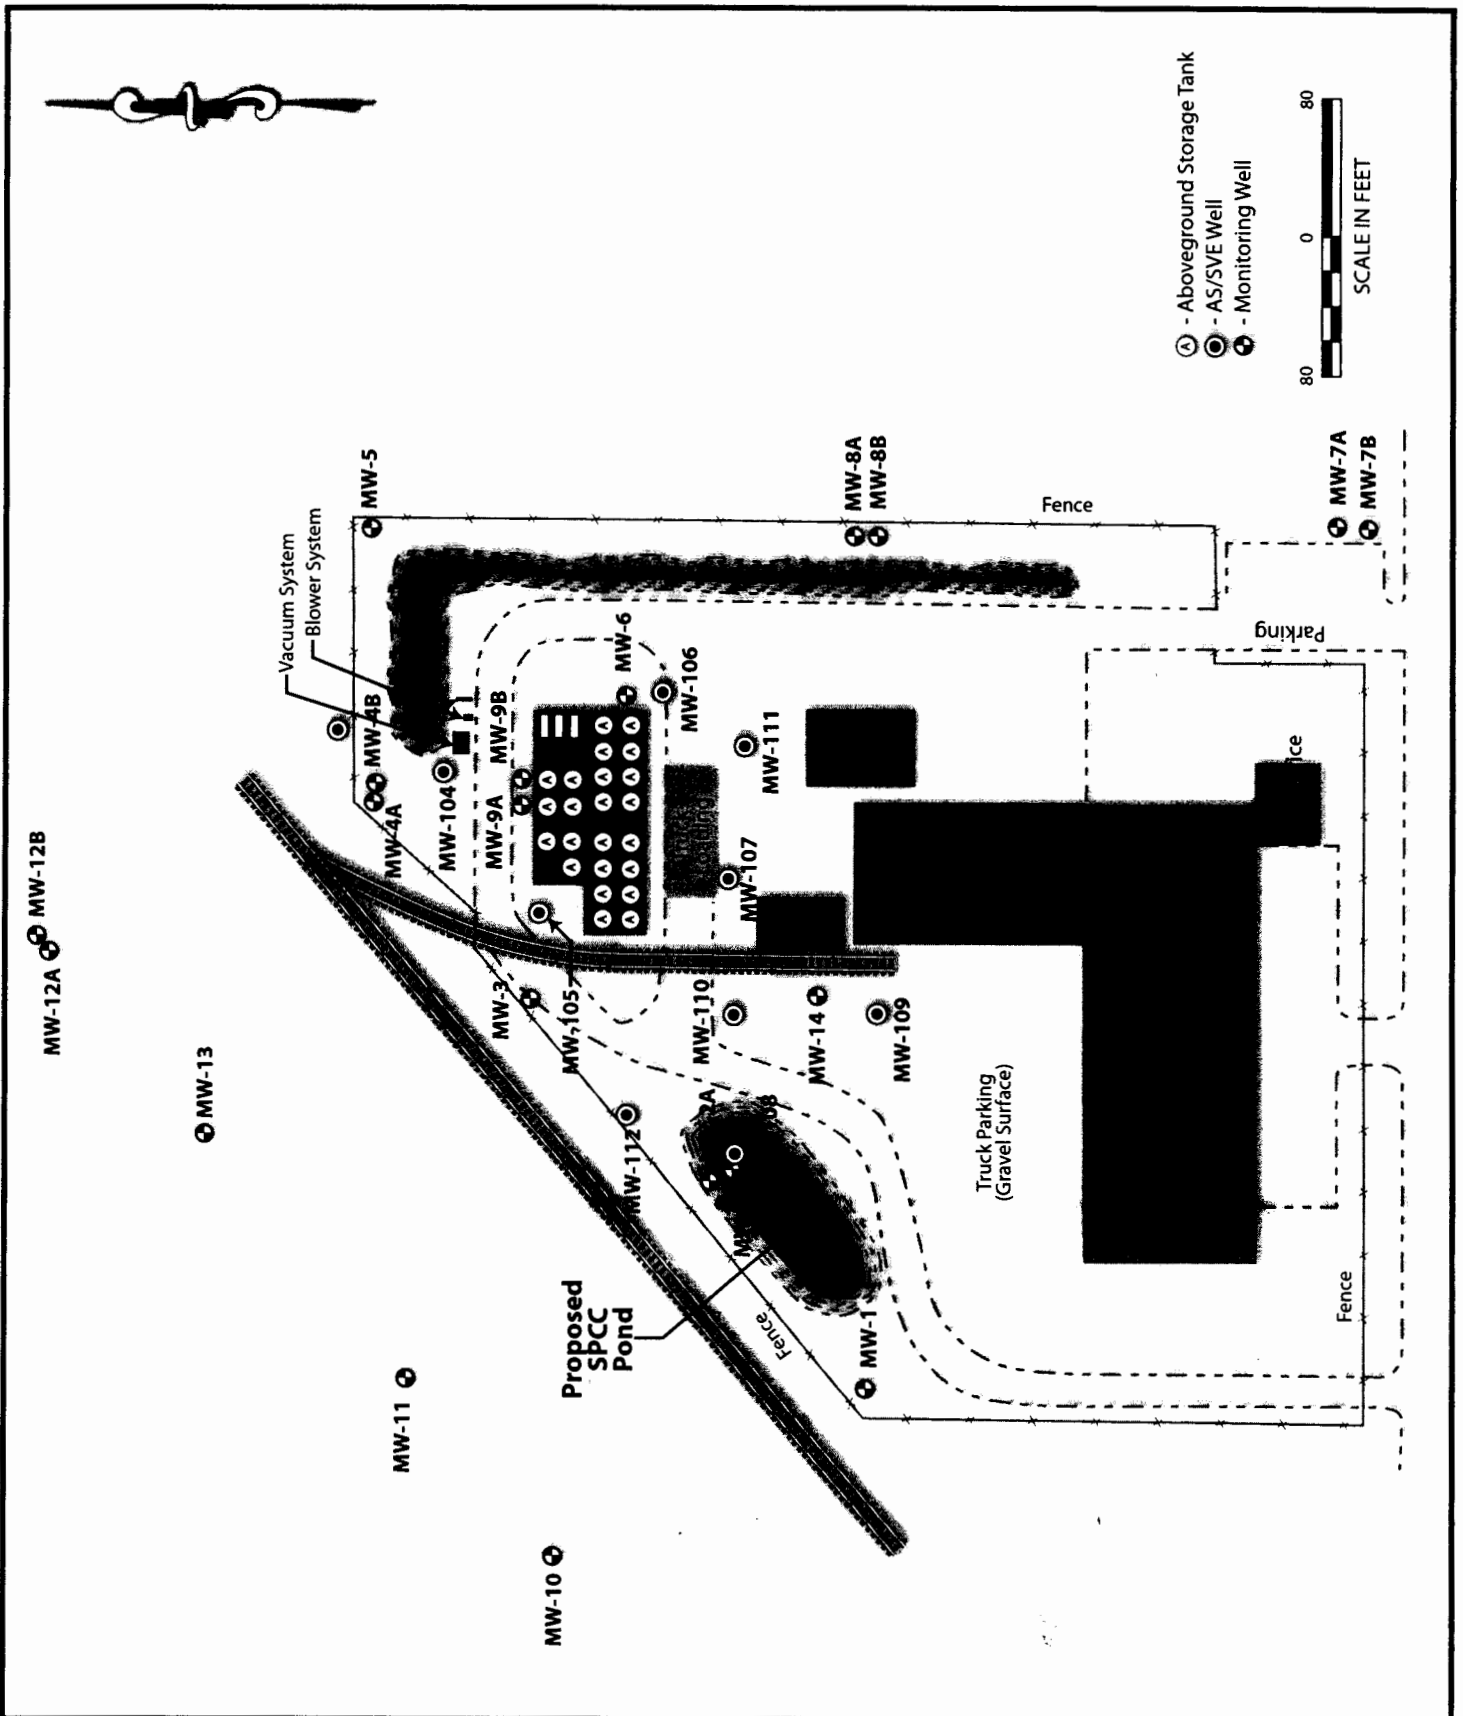 MW-12A
MW-12B
MW-13
MW-11
MW-10
MW-5
Vacuum System
Blower System
MW-4B
MW-4A
MW-104
MW-9B
MW-9A
MW-3
MW-105
MW-6
MW-106
MW-111
MW-107
MW-110
MW-14
MW-109
MW-112
MW-8A
MW-8B
Fence
Parking
MW-7A
MW-7B
Proposed
SPCC
Pond
Fence
MW-1
Truck Parking
(Gravel Surface)
Fence
A - Aboveground Storage Tank
- AS/SVE Well
- Monitoring Well
80 0 80
SCALE IN FEET